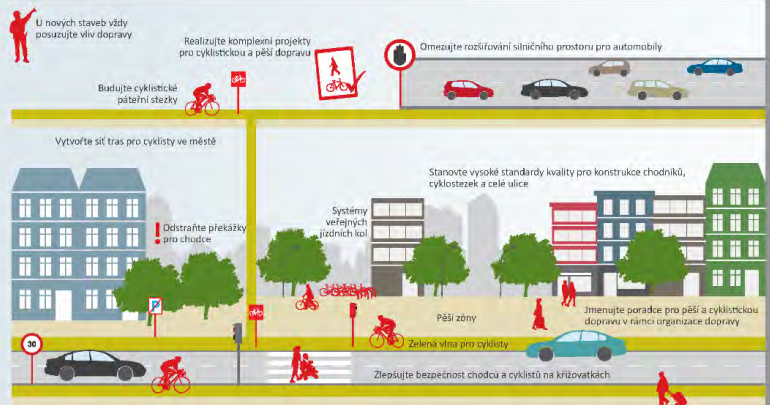 U nových staveb vždy
posuzujte vliv dopravy
Realizujte komplexní projekty
pro cyklistickou a pěší dopravu
Omezujte rozšiřování silničního prostoru pro automobily
Budujte cyklistické
páteřní stezky
Vytvořte síť tras pro cyklisty ve městě
Stanovte vysoké standardy kvality pro konstrukce chodníků,
cyklostezek a celé ulice
Systémy
veřejných
jízdních kol
Odstraňte překážky
pro chodce
Pěší zóny
Jmenujte poradce pro pěší a cyklistickou
dopravu v rámci organizace dopravy
Zelená vlna pro cyklisty
30
Zlepšujte bezpečnost chodců a cyklistů na křižovatkách